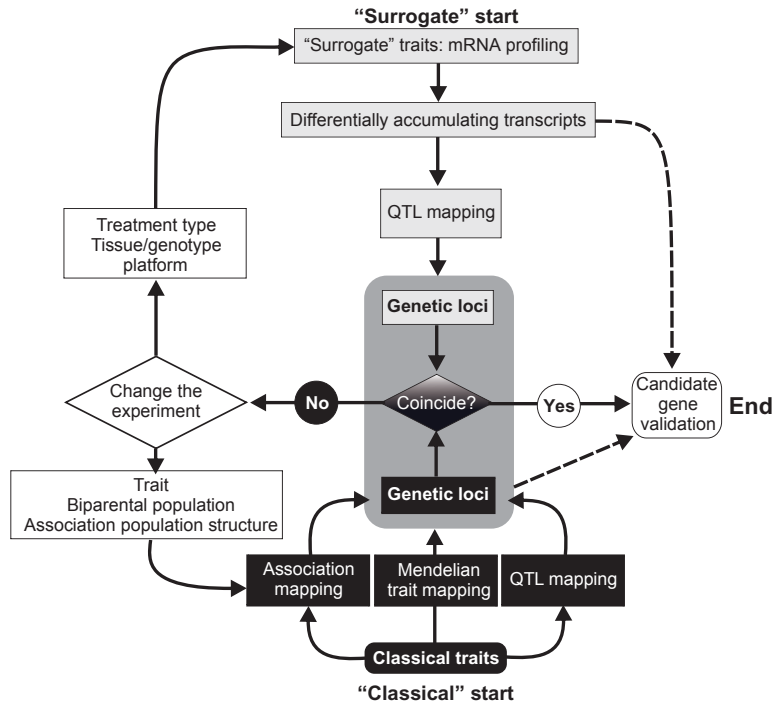 “Surrogate” start
“Surrogate” traits: mRNA profiling
Differentially accumulating transcripts
QTL mapping
Treatment type
Tissue/genotype
platform
Genetic loci
Change the
experiment
No
Coincide?
Yes
Candidate
gene
validation
End
Trait
Biparental population
Association population structure
Genetic loci
Association
mapping
Mendelian
trait mapping
QTL mapping
Classical traits
“Classical” start